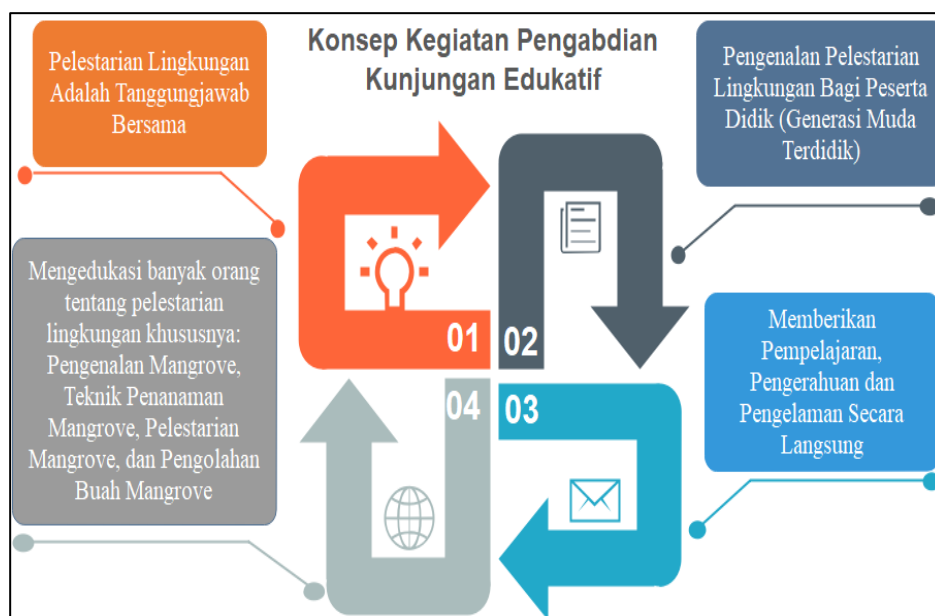 Konsep Kegiatan Pengabdian
Kunjungan Edukatif
Pelestarian Lingkungan
Adalah Tanggungjawab
Bersama
01
Pengenalan Pelestarian
Lingkungan Bagi Peserta
Didik (Generasi Muda
Terdidik)
02
Memberikan
Pempelajaran,
Pengerahuan dan
Pengelaman Secara
Langsung
03
Mengedukasi banyak orang
tentang pelestarian
lingkungan khususnya:
Pengenalan Mangrove,
Teknik Penanaman
Mangrove, Pelestarian
Mangrove, dan Pengolahan
Buah Mangrove
04